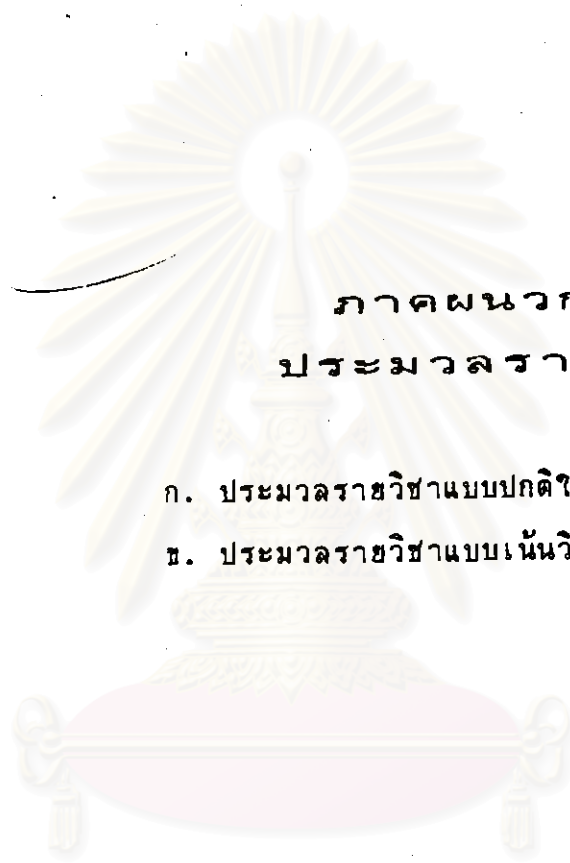 ภาคผนวก
ประมวลรา
ก. ประมวลรายวิชาแบบปกติใ
ข. ประมวลรายวิชาแบบเน้นวิ